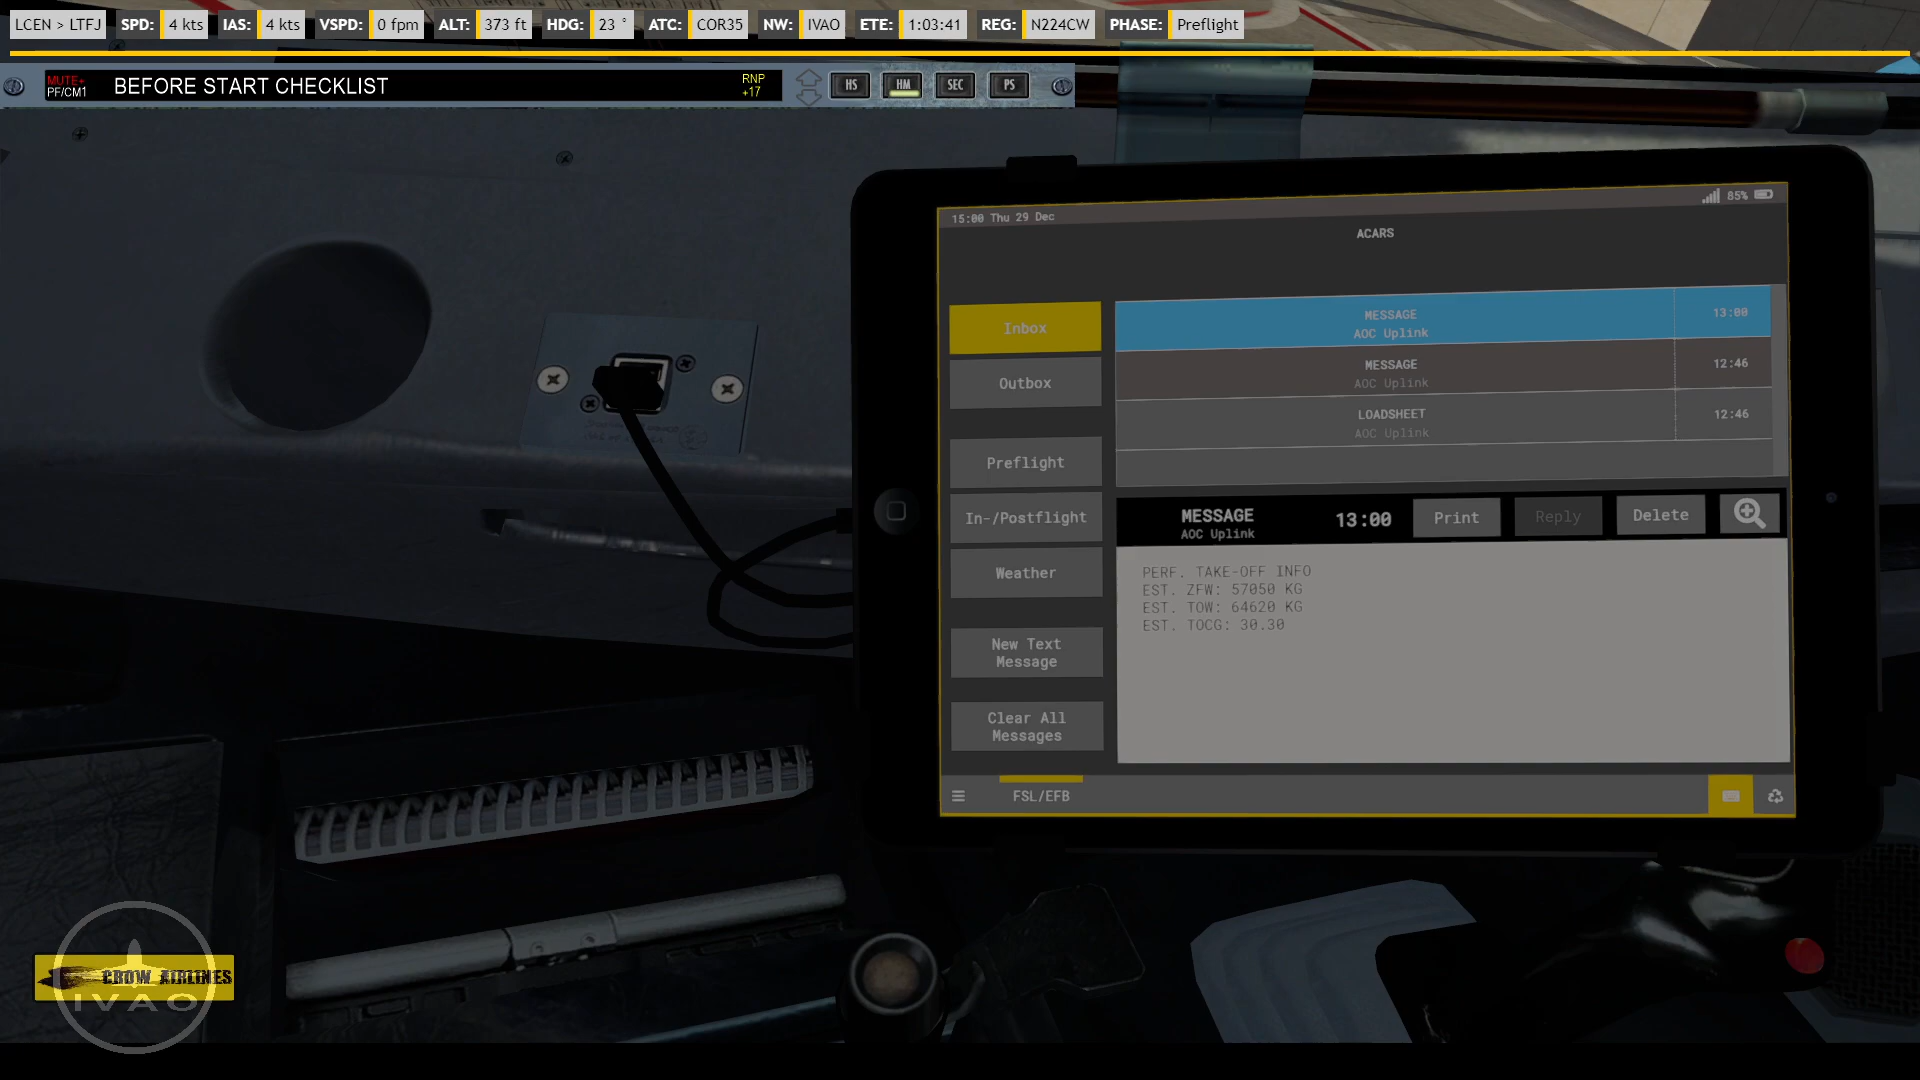 LCEN > LTFJ SPD: 4 kts IAS: 4 kts VSPD: 0 fpm ALT: 373 ft HDG: 23 ° ATC: COR35 NW: IVAO ETE: 1:03:41 REG: N224CW PHASE: Preflight
MUTE+
PF/CM1
BEFORE START CHECKLIST
RNP
+17
HS HM SEC PS
15:00 Thu 29 Dec
85%
ACARS
Inbox
Outbox
Preflight
In-/Postflight
Weather
New Text
Message
Clear All
Messages
MESSAGE 13:00
AOC Uplink
MESSAGE 12:46
AOC Uplink
LOADSHEET 12:46
AOC Uplink
MESSAGE 13:00 Print Reply Delete
AOC Uplink
PERF. TAKE-OFF INFO
EST. ZFW: 57050 KG
EST. TOW: 64620 KG
EST. TOCG: 30.30
FSL/EFB
CROW AIRLINES
IVAO